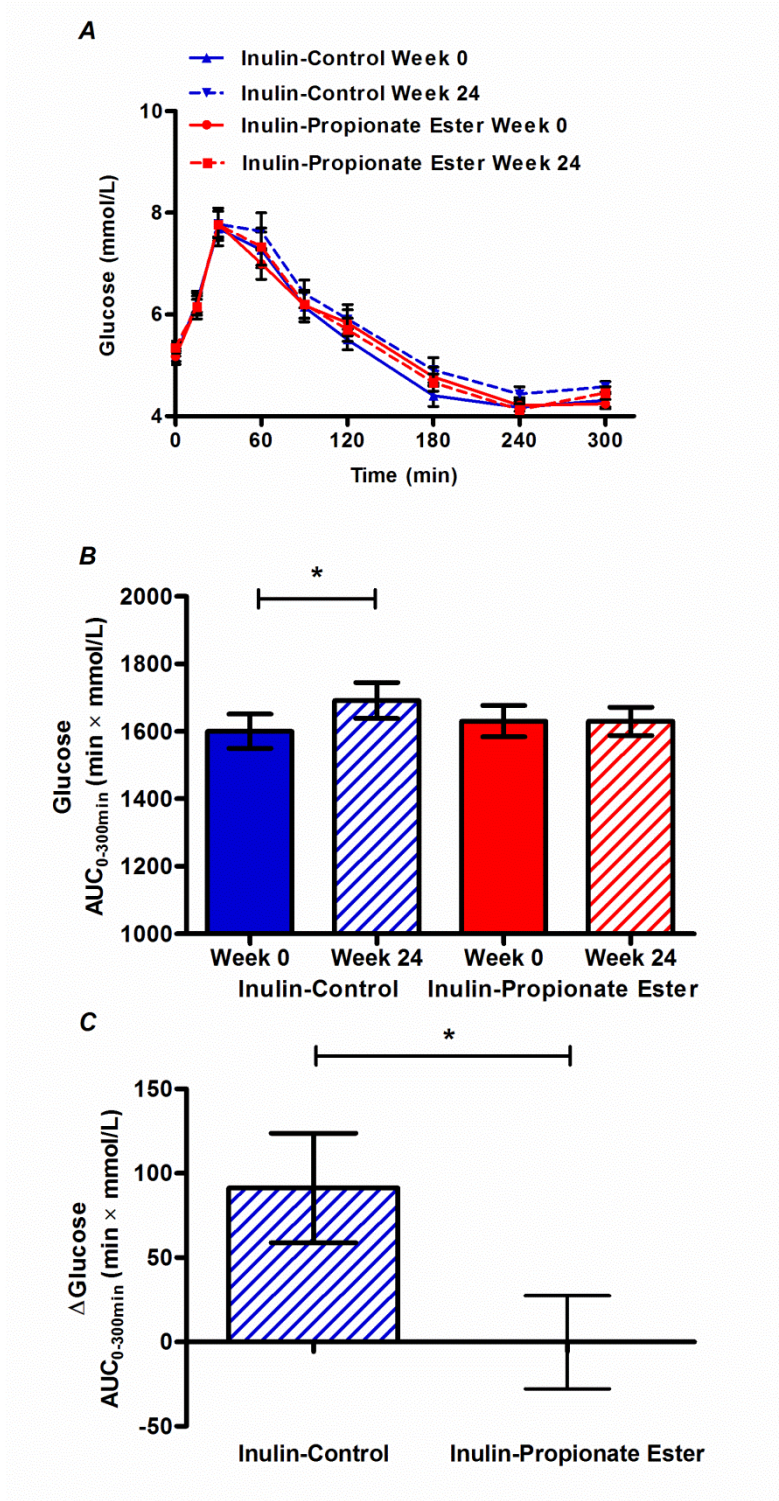 A
Inulin-Control Week 0
Inulin-Control Week 24
Inulin-Propionate Ester Week 0
Inulin-Propionate Ester Week 24
10
8
6
4
Glucose (mmol/L)
0 60 120 180 240 300
Time (min)
B
*
2000
1800
1600
1400
1200
1000
Glucose
AUC0-300min (min × mmol/L)
Week 0 Week 24 Week 0 Week 24
Inulin-Control Inulin-Propionate Ester
C
*
150
100
50
0
-50
ΔGlucose
AUC0-300min (min × mmol/L)
Inulin-Control Inulin-Propionate Ester